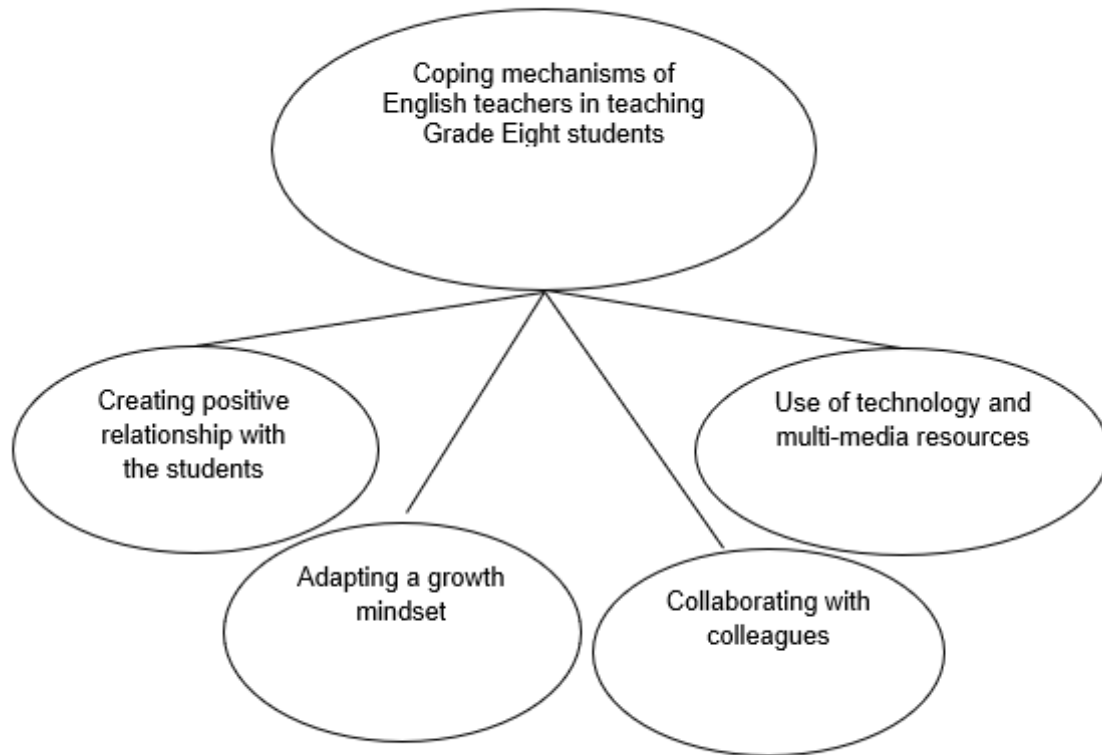 Coping mechanisms of
English teachers in teaching
Grade Eight students
Creating positive
relationship with
the students
Use of technology and
multi-media resources
Adapting a growth
mindset
Collaborating with
colleagues